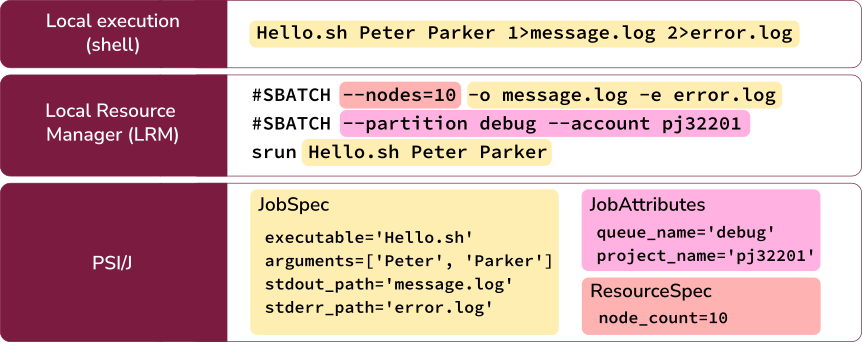 Local execution
(shell)
Hello.sh Peter Parker 1>message.log 2>error.log
Local Resource
Manager (LRM)
#SBATCH --nodes=10 -o message.log -e error.log
#SBATCH --partition debug --account pj32201
srun Hello.sh Peter Parker
PSI/J
JobSpec
executable='Hello.sh'
arguments=['Peter', 'Parker']
stdout_path='message.log'
stderr_path='error.log'
JobAttributes
queue_name='debug'
project_name='pj32201'
ResourceSpec
node_count=10